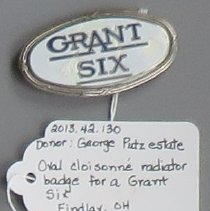 GRANT
SIX
2013.42.130
Donor: George Putz estate
Oval cloisonné radiator
badge for a Grant
Six
Findlay, OH